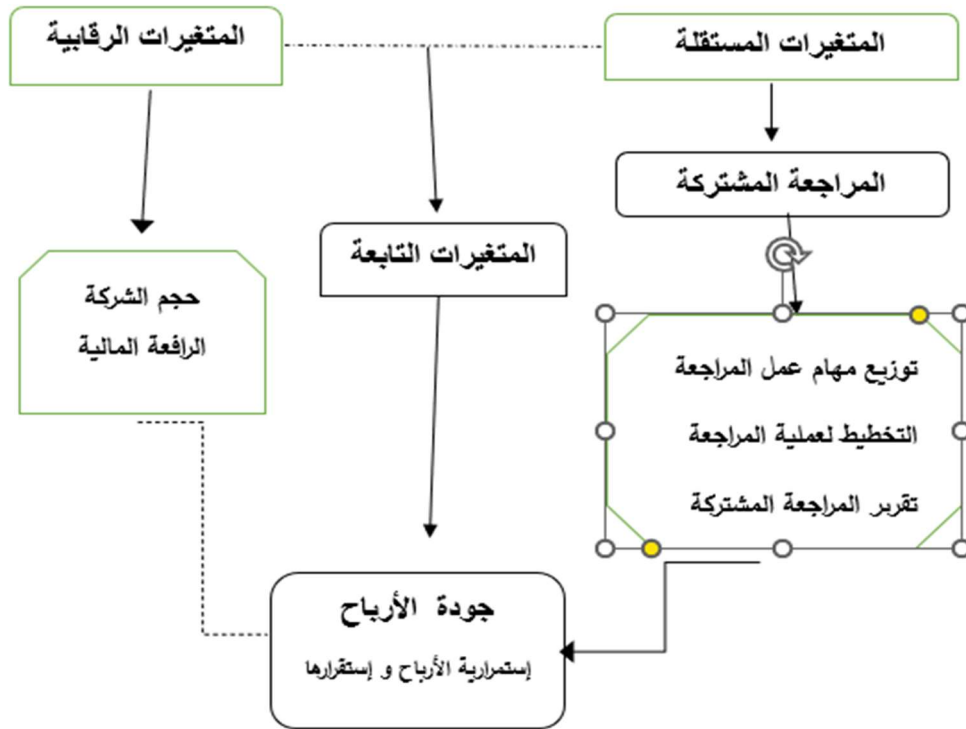 المتغيرات المستقلة
المتغيرات الرقابية
المراجعة المشتركة
المتغيرات التابعة
حجم الشركة
الرافعة المالية
توزيع مهام عمل المراجعة
التخطيط لعملية المراجعة
تقرير المراجعة المشتركة
جودة الأرباح
إستمرارية الأرباح و إستقرارها